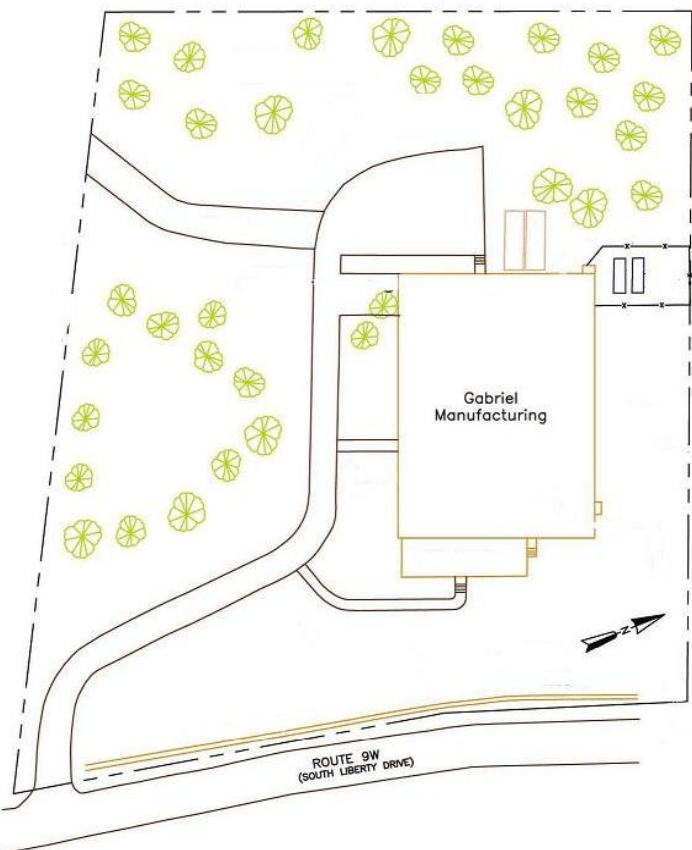 Gabriel
Manufacturing
N
ROUTE 9W
(SOUTH LIBERTY DRIVE)